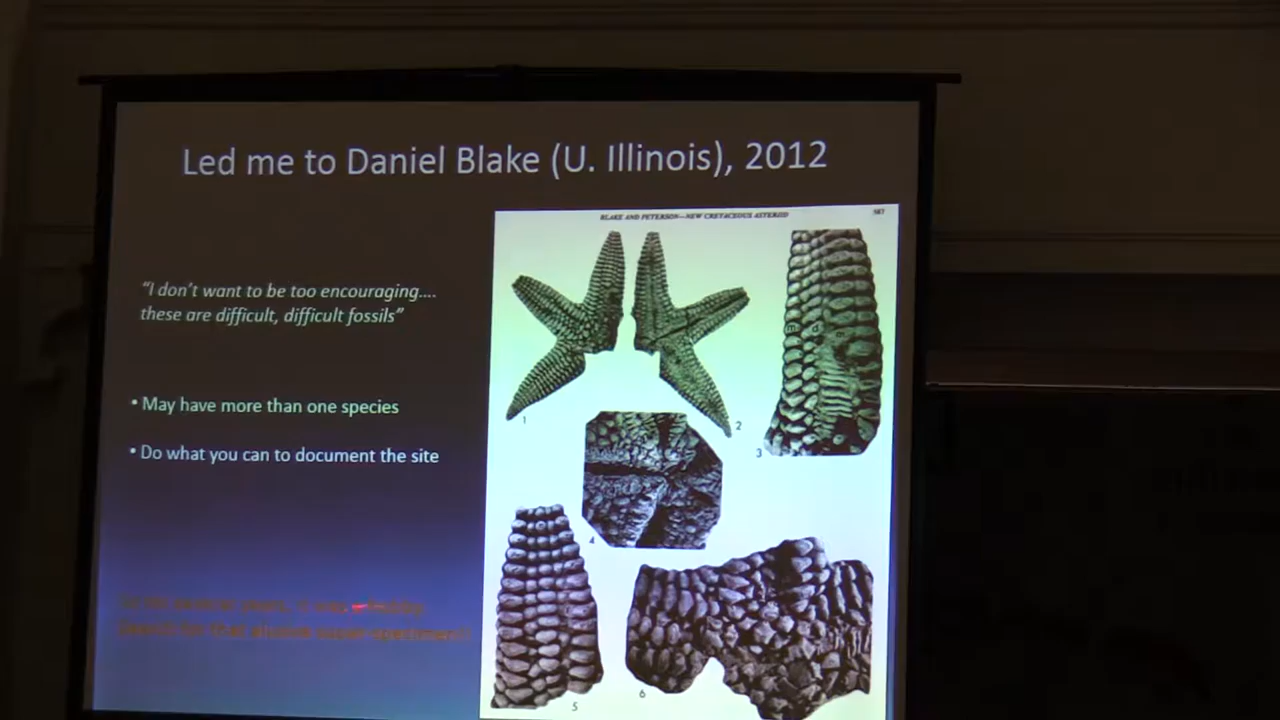 Led me to Daniel Blake (U. Illinois), 2012
BLAKE AND PETERSON—NEW CRETACEOUS ASTEROID
“I don’t want to be too encouraging....
these are difficult, difficult fossils”
• May have more than one species
• Do what you can to document the site
1
2
3
m d
4
5
6